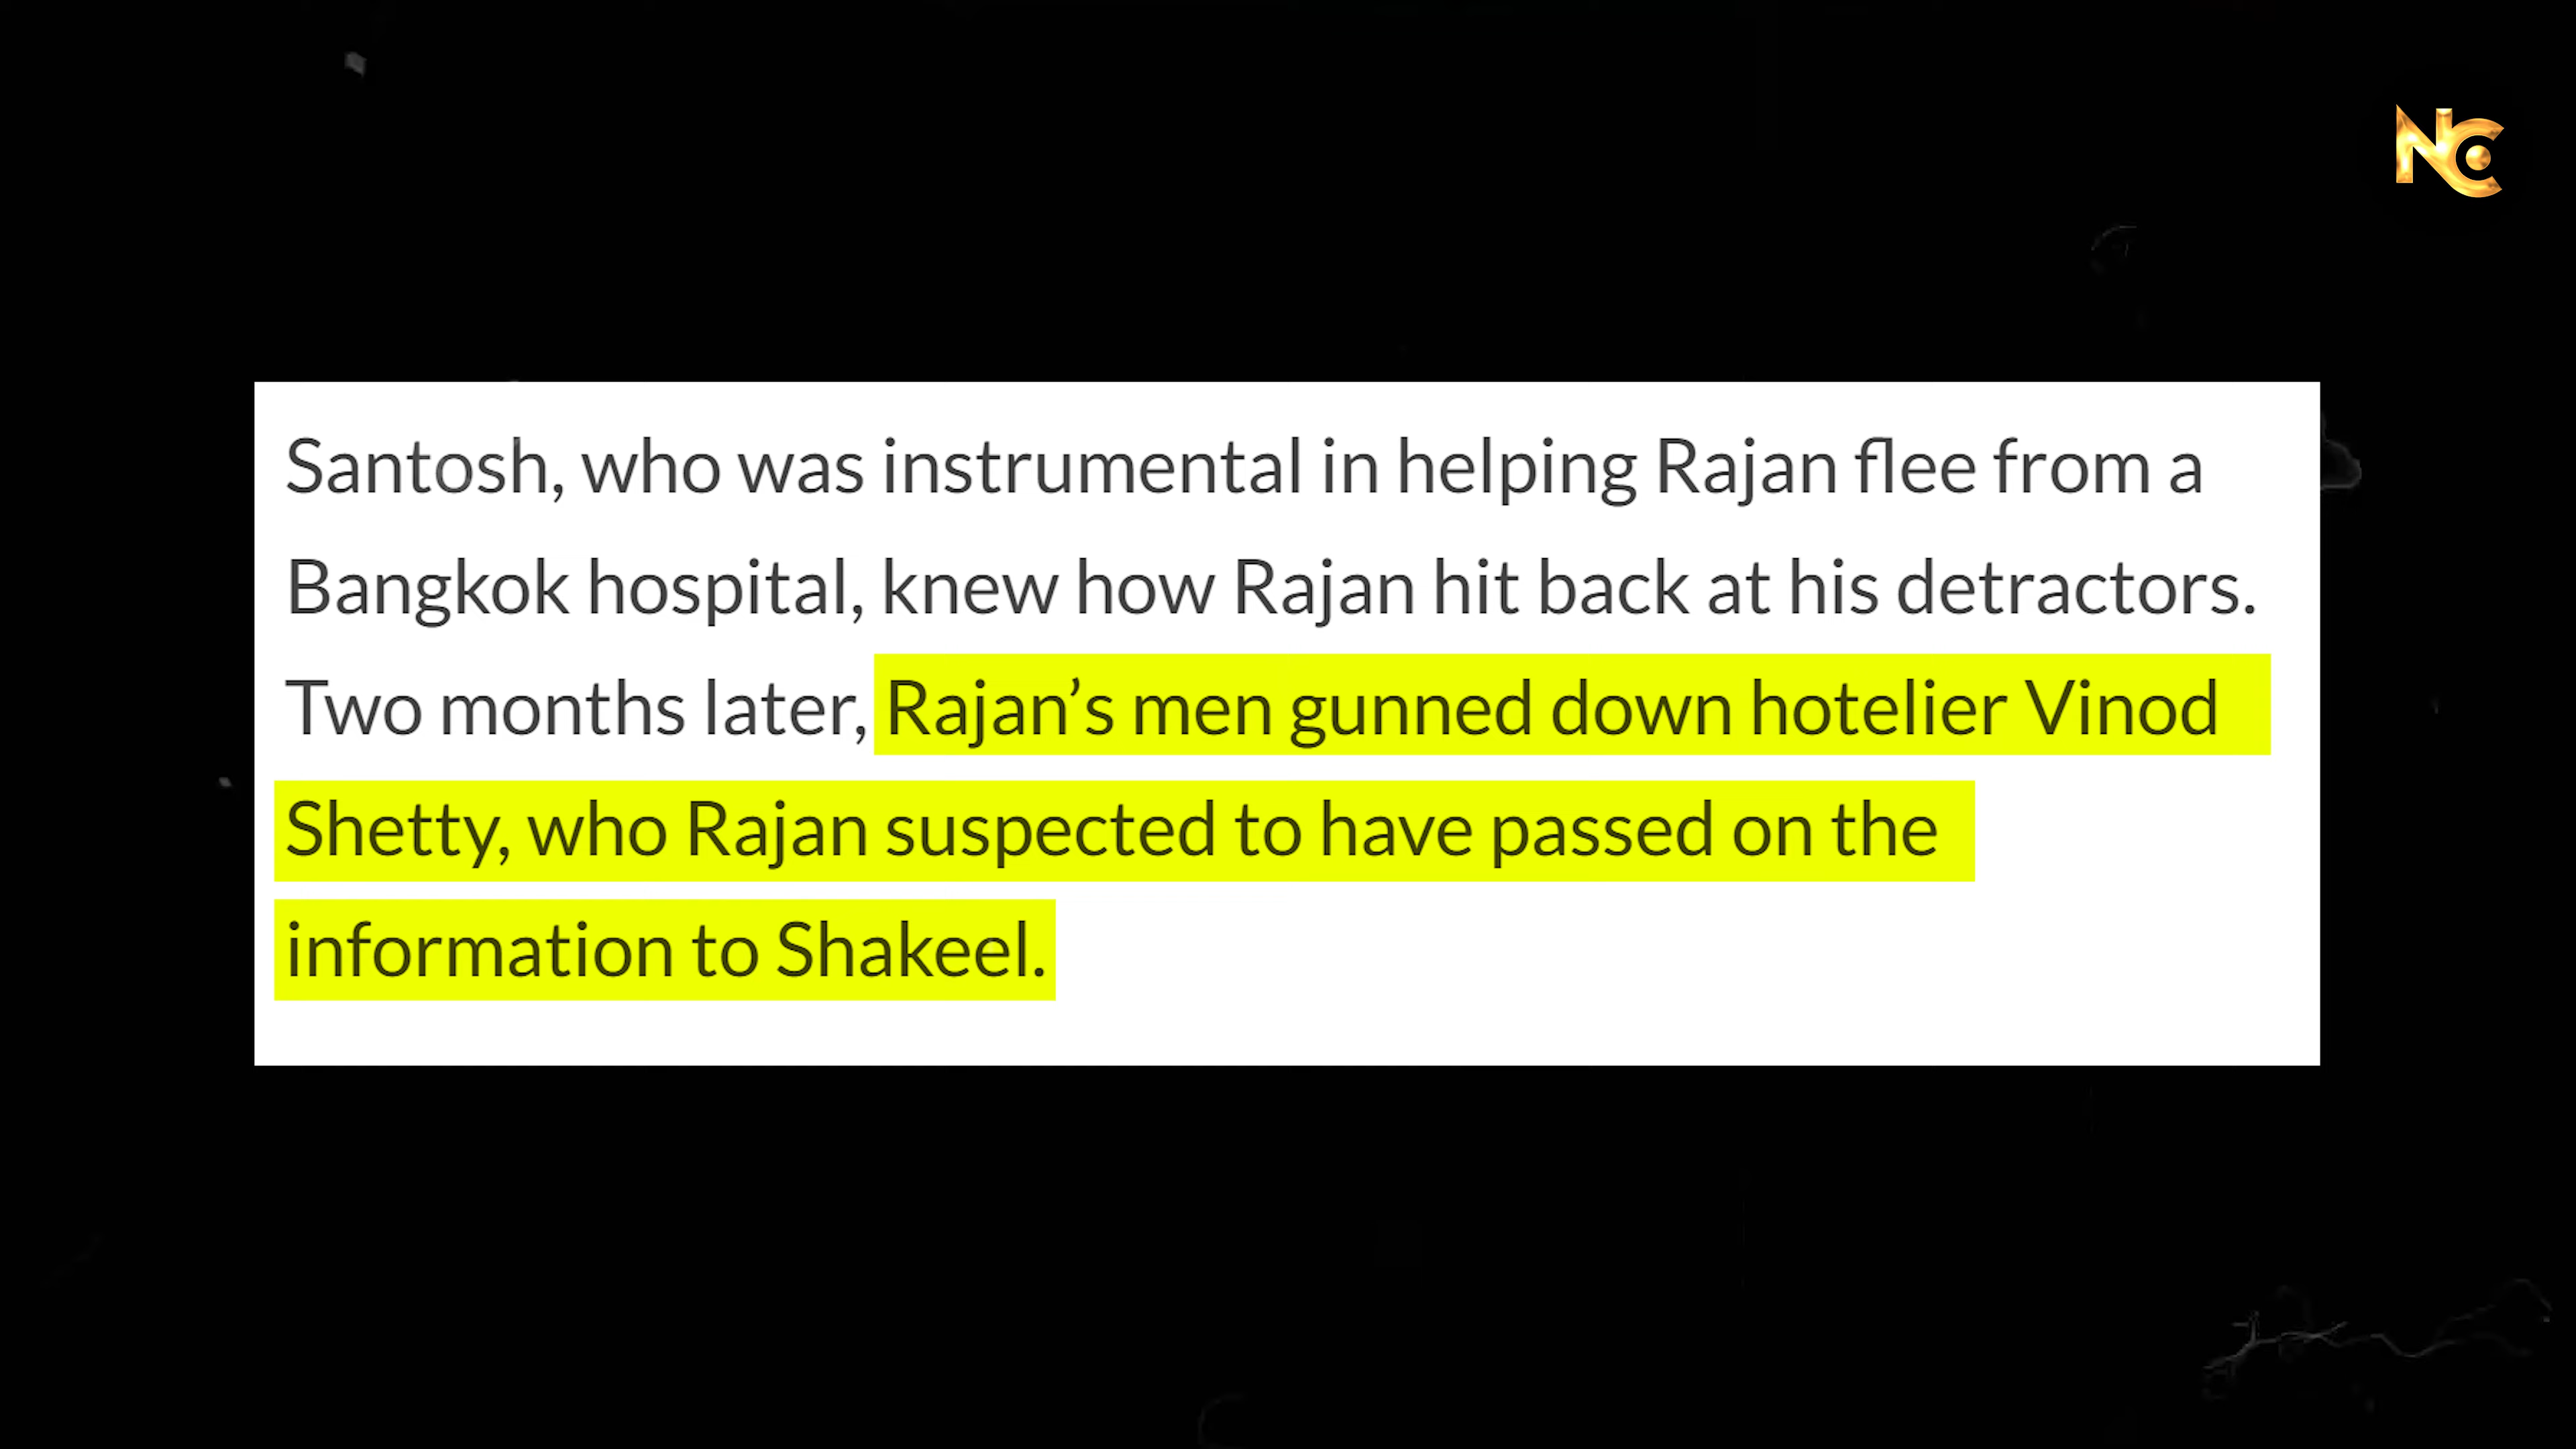 NC
Santosh, who was instrumental in helping Rajan flee from a
Bangkok hospital, knew how Rajan hit back at his detractors.
Two months later, Rajan’s men gunned down hotelier Vinod
Shetty, who Rajan suspected to have passed on the
information to Shakeel.